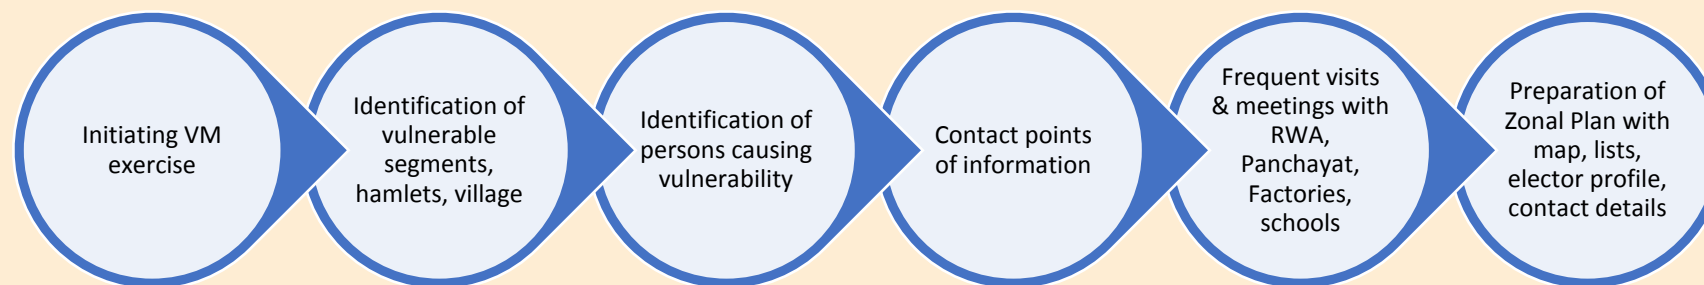 Initiating VM
exercise
Identification of
vulnerable
segments,
hamlets, village
Identification of
persons causing
vulnerability
Contact points
of information
Frequent visits
& meetings with
RWA,
Panchayat,
Factories,
schools
Preparation of
Zonal Plan with
map, lists,
elector profile,
contact details